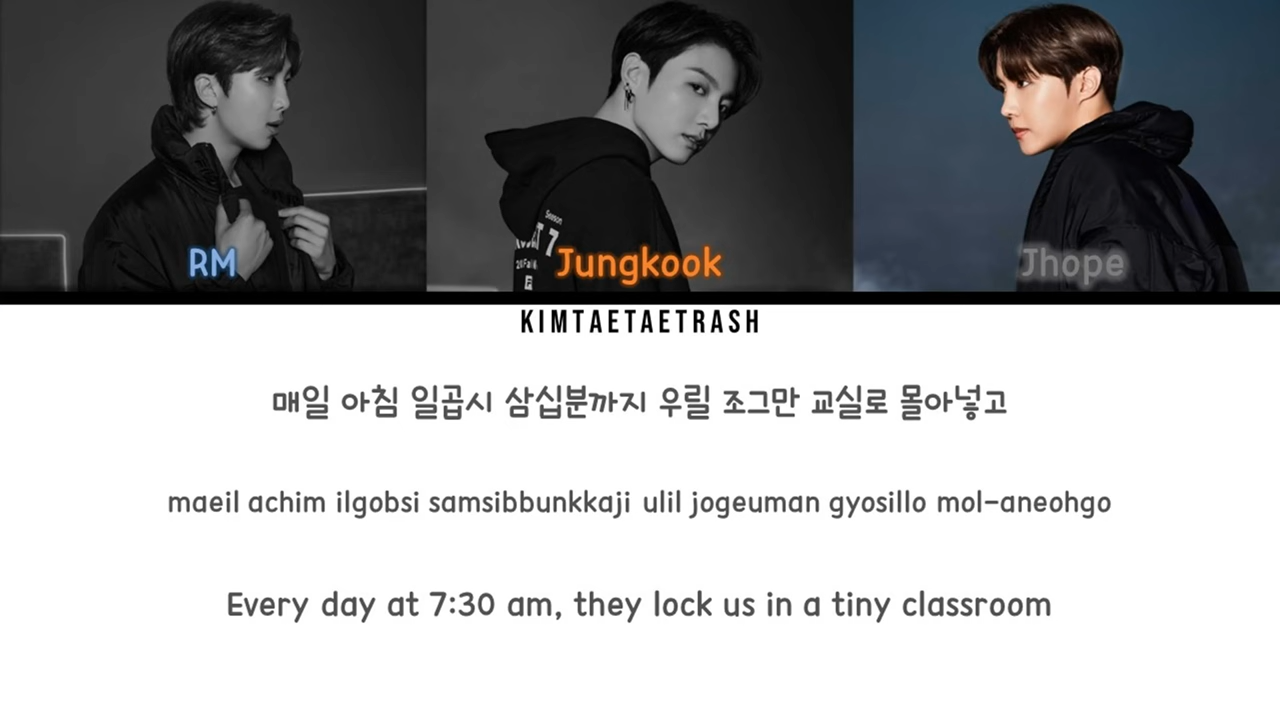 RM
Jungkook
Jhope
Season
7
KIMTAETAETRASH
매일 아침 일곱시 삼십분까지 우릴 조그만 교실로 몰아넣고
maeil achim ilgobsi samsibbunkkaji ulil jogeuman gyosillo mol-aneohgo
Every day at 7:30 am, they lock us in a tiny classroom